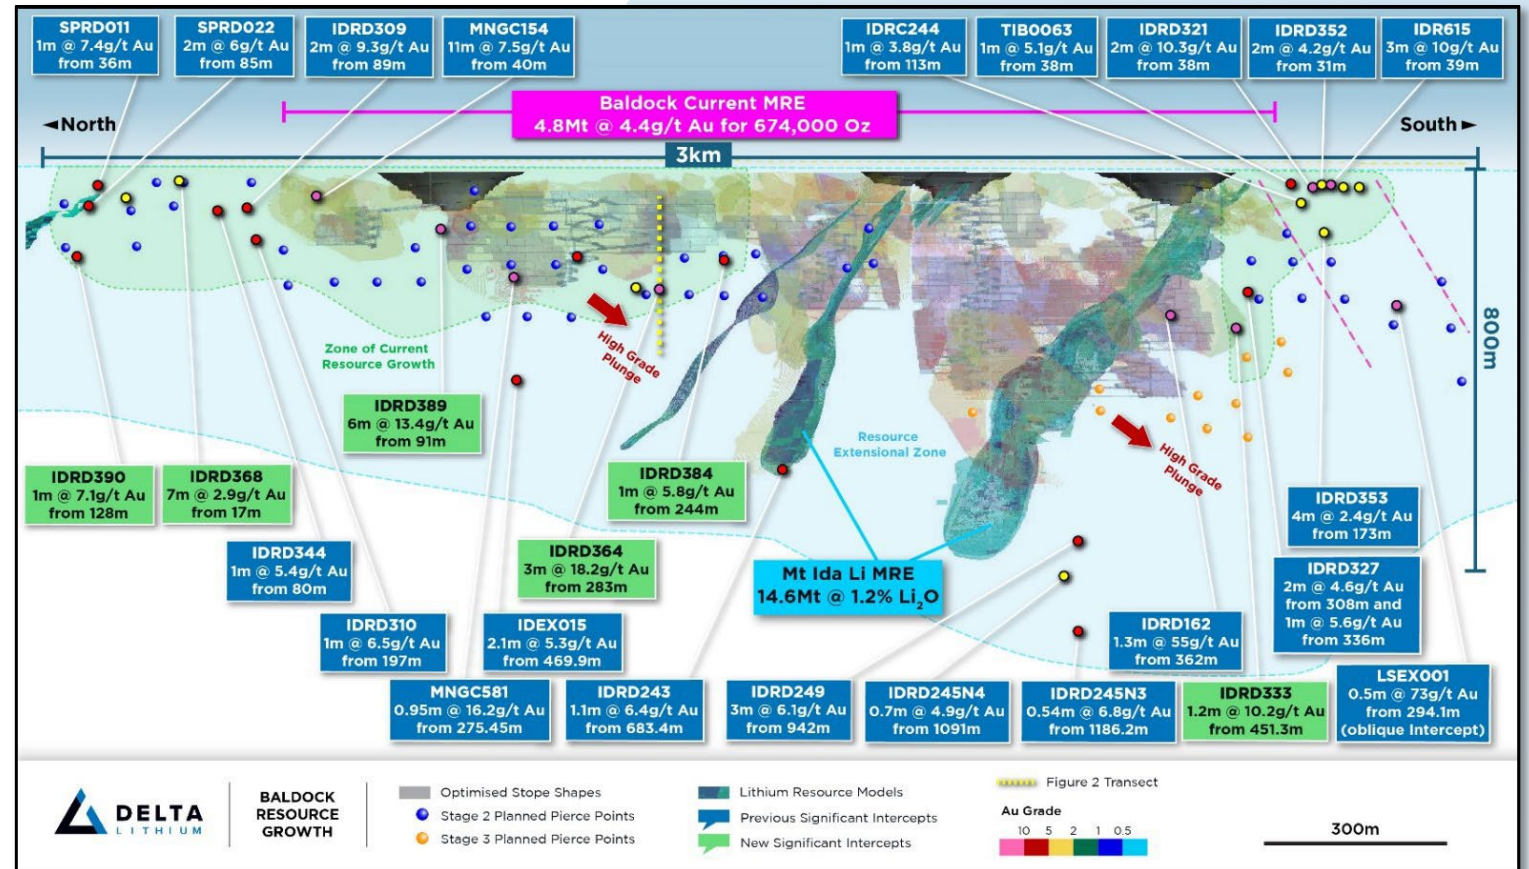 SPRD011
1m @ 7.4g/t Au
from 36m
SPRD022
2m @ 6g/t Au
from 85m
IDRD309
2m @ 9.3g/t Au
from 89m
MNGC154
11m @ 7.5g/t Au
from 40m
IDRC244
1m @ 3.8g/t Au
from 113m
TIB0063
1m @ 5.1g/t Au
from 38m
IDRD321
2m @ 10.3g/t Au
from 38m
IDRD352
2m @ 4.2g/t Au
from 31m
IDR615
3m @ 10g/t Au
from 39m
Baldock Current MRE
4.8Mt @ 4.4g/t Au for 674,000 Oz
◄North
South►
3km
800m
Zone of Current
Resource Growth
High Grade
Plunge
Resource
Extensional Zone
High Grade
Plunge
IDRD389
6m @ 13.4g/t Au
from 91m
IDRD390
1m @ 7.1g/t Au
from 128m
IDRD368
7m @ 2.9g/t Au
from 17m
IDRD384
1m @ 5.8g/t Au
from 244m
IDRD353
4m @ 2.4g/t Au
from 173m
IDRD344
1m @ 5.4g/t Au
from 80m
IDRD364
3m @ 18.2g/t Au
from 283m
Mt Ida Li MRE
14.6Mt @ 1.2% Li₂O
IDRD327
2m @ 4.6g/t Au
from 308m and
1m @ 5.6g/t Au
from 336m
IDRD310
1m @ 6.5g/t Au
from 197m
IDEX015
2.1m @ 5.3g/t Au
from 469.9m
IDRD162
1.3m @ 55g/t Au
from 362m
MNGC581
0.95m @ 16.2g/t Au
from 275.45m
IDRD243
1.1m @ 6.4g/t Au
from 683.4m
IDRD249
3m @ 6.1g/t Au
from 942m
IDRD245N4
0.7m @ 4.9g/t Au
from 1091m
IDRD245N3
0.54m @ 6.8g/t Au
from 1186.2m
IDRD333
1.2m @ 10.2g/t Au
from 451.3m
LSEX001
0.5m @ 73g/t Au
from 294.1m
(oblique Intercept)
DELTA
LITHIUM
BALDOCK
RESOURCE
GROWTH
Optimised Stope Shapes
Stage 2 Planned Pierce Points
Stage 3 Planned Pierce Points
Lithium Resource Models
Previous Significant Intercepts
New Significant Intercepts
Figure 2 Transect
Au Grade
10 5 2 1 0.5
300m